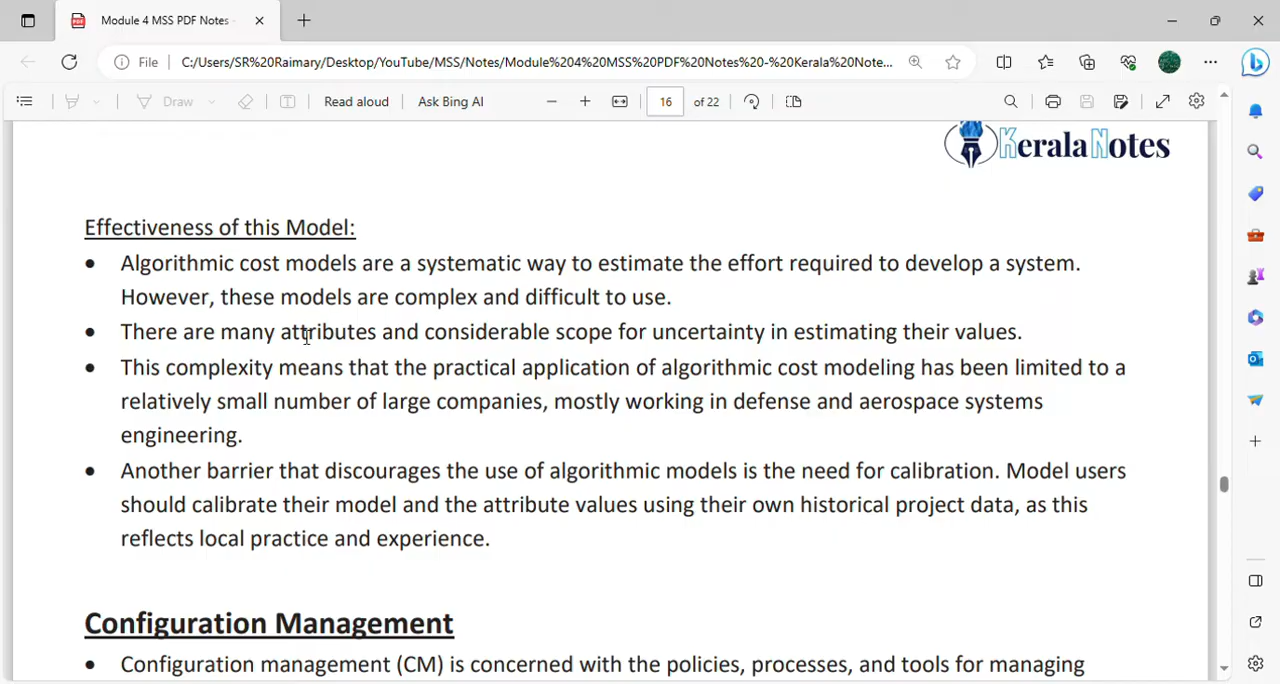 Module 4 MSS PDF Notes -
File
C:/Users/SR%20Raimary/Desktop/YouTube/MSS/Notes/Module%204%20MSS%20PDF%20Notes%20-%20Kerala%20Note...
Draw
Read aloud
Ask Bing AI
16 of 22
KeralaNotes
Effectiveness of this Model:
• Algorithmic cost models are a systematic way to estimate the effort required to develop a system.
However, these models are complex and difficult to use.
• There are many attributes and considerable scope for uncertainty in estimating their values.
• This complexity means that the practical application of algorithmic cost modeling has been limited to a
relatively small number of large companies, mostly working in defense and aerospace systems
engineering.
• Another barrier that discourages the use of algorithmic models is the need for calibration. Model users
should calibrate their model and the attribute values using their own historical project data, as this
reflects local practice and experience.
Configuration Management
• Configuration management (CM) is concerned with the policies, processes, and tools for managing